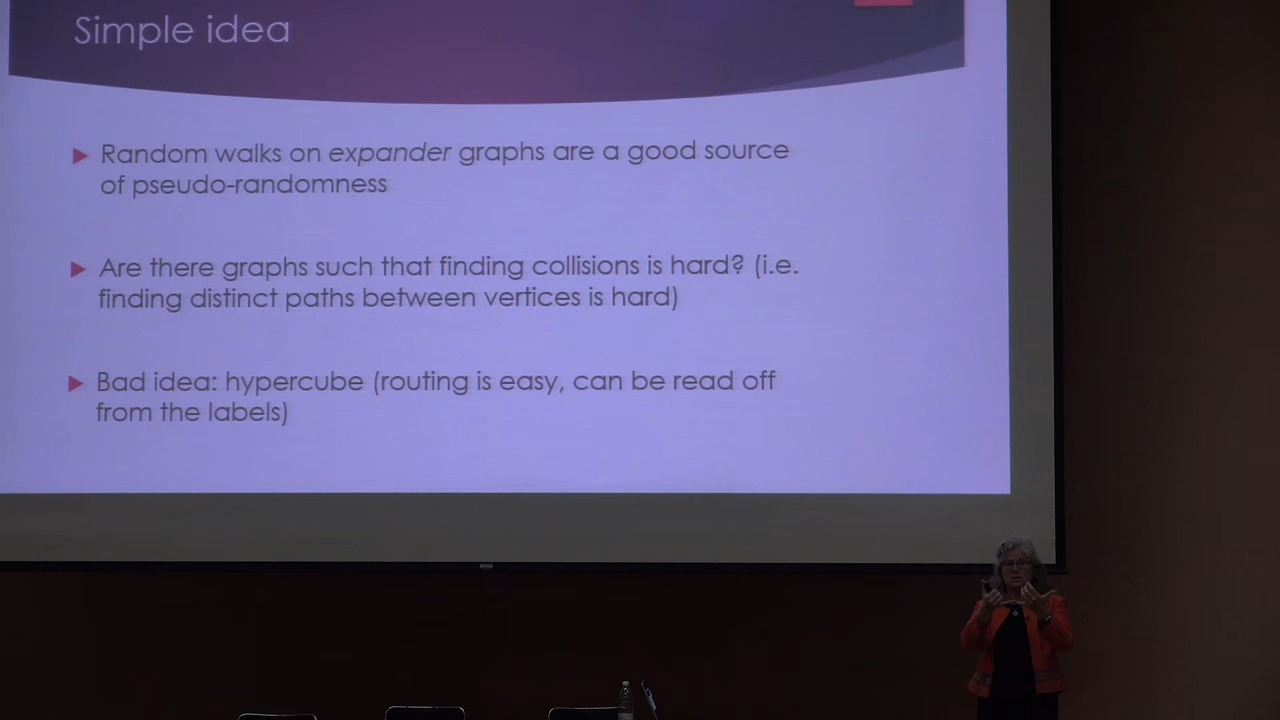 Simple idea
Random walks on expander graphs are a good source
of pseudo-randomness
Are there graphs such that finding collisions is hard? (i.e.
finding distinct paths between vertices is hard)
Bad idea: hypercube (routing is easy, can be read off
from the labels)